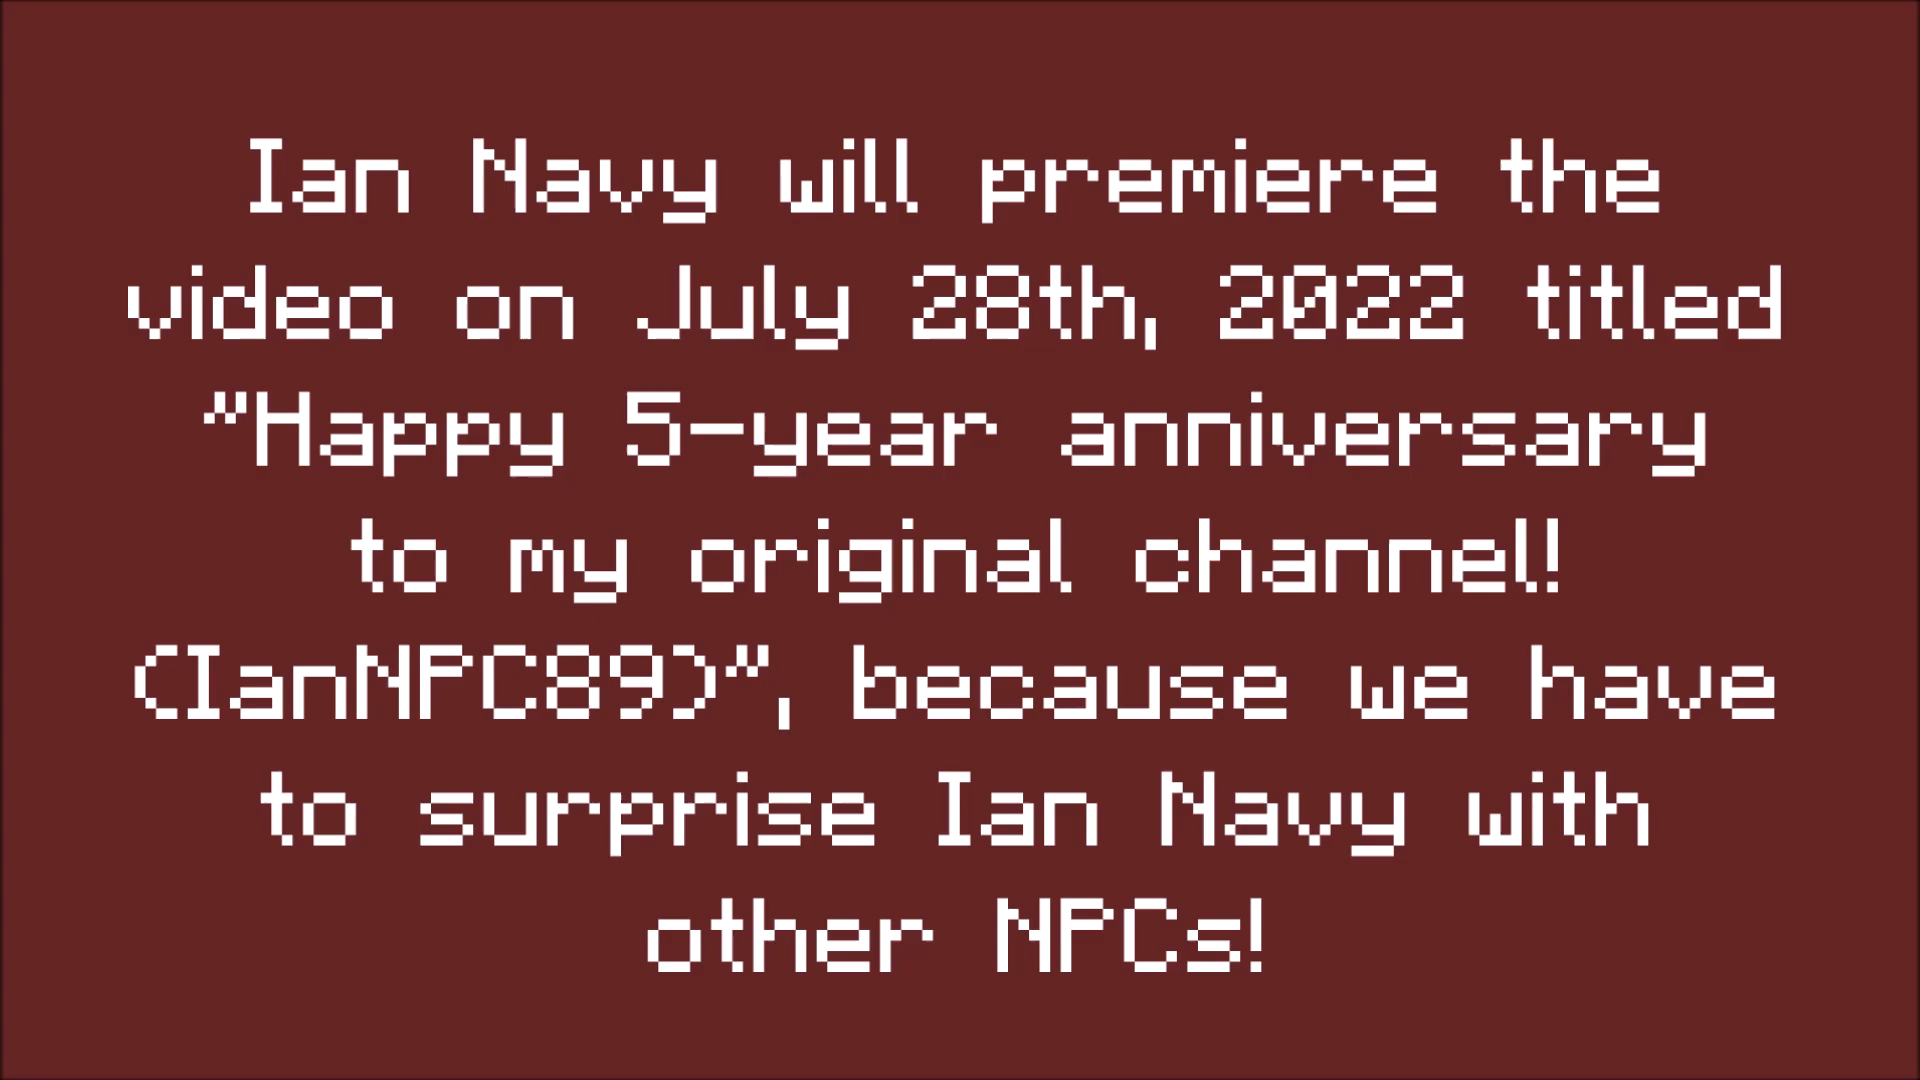 Ian Navy will premiere the
video on July 28th, 2022 titled
"Happy 5-year anniversary
to my original channel!
(IanNPC89)", because we have
to surprise Ian Navy with
other NPCs!